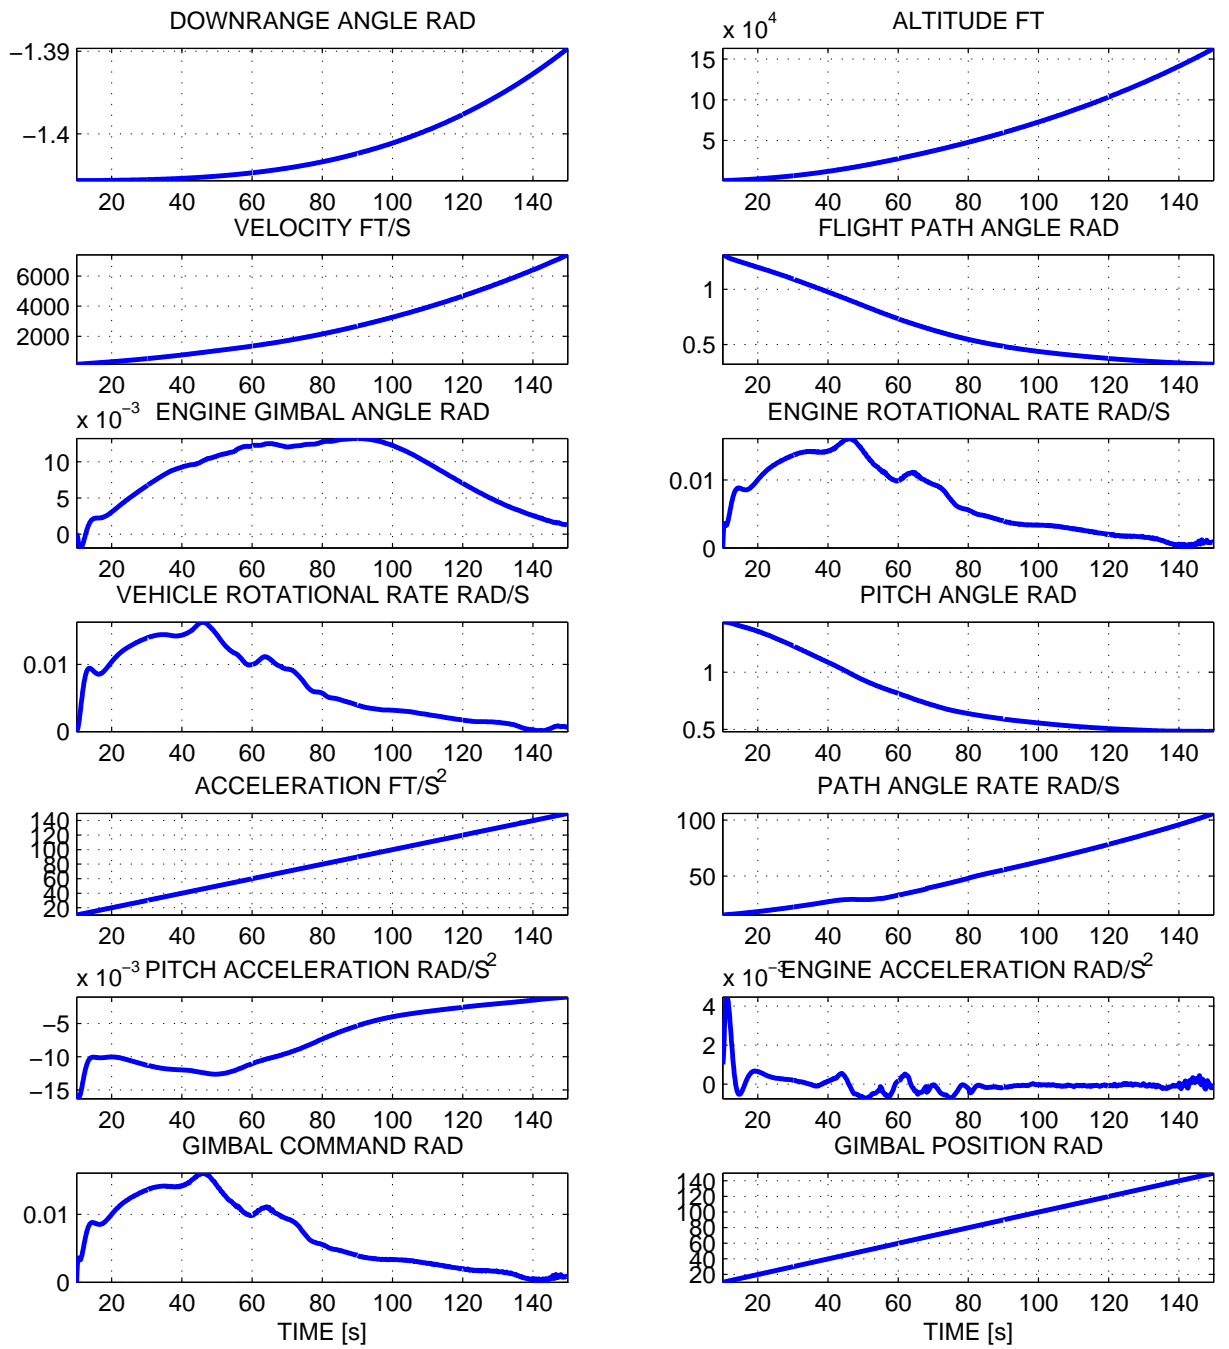 DOWNRANGE ANGLE RAD
−1.39
−1.4
20 40 60 80 100 120 140
ALTITUDE FT
x 10^4
15
10
5
20 40 60 80 100 120 140
VELOCITY FT/S
6000
4000
2000
20 40 60 80 100 120 140
FLIGHT PATH ANGLE RAD
1
0.5
20 40 60 80 100 120 140
x 10^−3 ENGINE GIMBAL ANGLE RAD
10
5
0
20 40 60 80 100 120 140
ENGINE ROTATIONAL RATE RAD/S
0.01
0
20 40 60 80 100 120 140
VEHICLE ROTATIONAL RATE RAD/S
0.01
0
20 40 60 80 100 120 140
PITCH ANGLE RAD
1
0.5
20 40 60 80 100 120 140
ACCELERATION FT/S^2
140
120
100
80
60
40
20
20 40 60 80 100 120 140
PATH ANGLE RATE RAD/S
100
50
20 40 60 80 100 120 140
x 10^−3 PITCH ACCELERATION RAD/S^2
−5
−10
−15
20 40 60 80 100 120 140
x 10^−3 ENGINE ACCELERATION RAD/S^2
4
2
0
20 40 60 80 100 120 140
GIMBAL COMMAND RAD
0.01
0
20 40 60 80 100 120 140
TIME [s]
GIMBAL POSITION RAD
140
120
100
80
60
40
20
20 40 60 80 100 120 140
TIME [s]